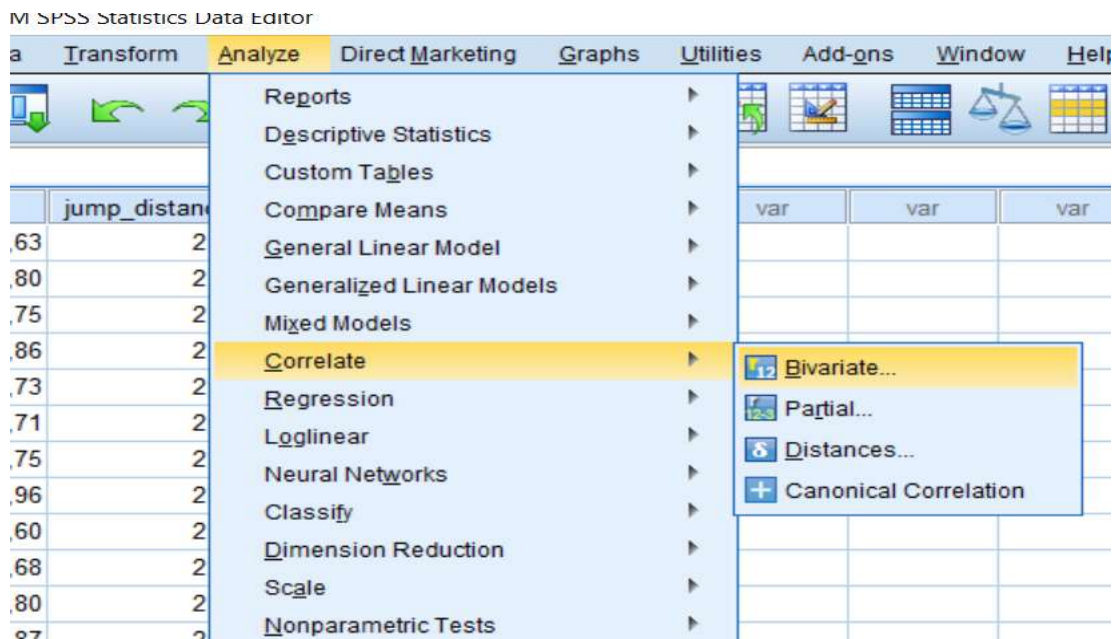 M SPSS Statistics Data Editor
a Transform Analyze Direct Marketing Graphs Utilities Add-ons Window Help
Reports
Descriptive Statistics
Custom Tables
jump_distan Compare Means var var var
,63 2 General Linear Model
,80 2 Generalized Linear Models
,75 2 Mixed Models
,86 2 Correlate Bivariate...
,73 2 Regression Partial...
,71 2 Loglinear Distances...
,75 2 Neural Networks
,96 2 Classify Canonical Correlation
,60 2 Dimension Reduction
,68 2 Scale
,80 2 Nonparametric Tests
,87 2